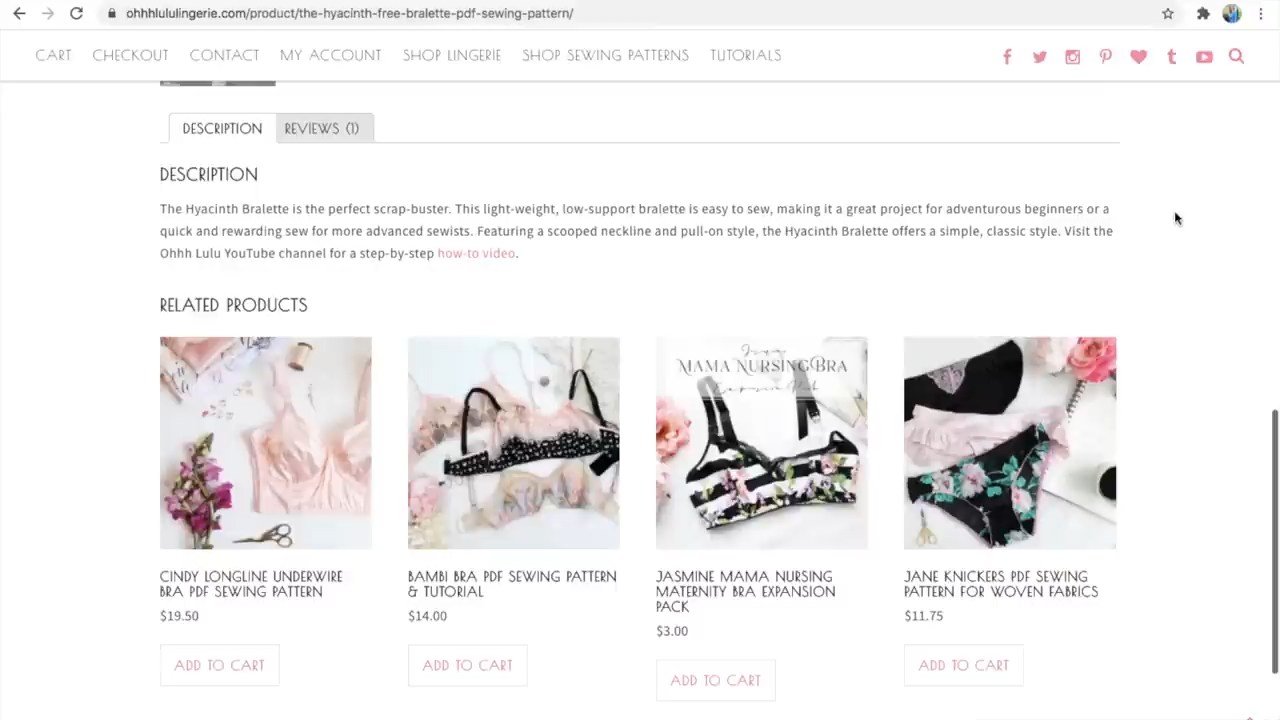 ohhhlululingerie.com/product/the-hyacinth-free-bralette-pdf-sewing-pattern/
CART CHECKOUT CONTACT MY ACCOUNT SHOP LINGERIE SHOP SEWING PATTERNS TUTORIALS
DESCRIPTION REVIEWS (1)
DESCRIPTION
The Hyacinth Bralette is the perfect scrap-buster. This light-weight, low-support bralette is easy to sew, making it a great project for adventurous beginners or a
quick and rewarding sew for more advanced sewists. Featuring a scooped neckline and pull-on style, the Hyacinth Bralette offers a simple, classic style. Visit the
Ohhh Lulu YouTube channel for a step-by-step how-to video.
RELATED PRODUCTS
MAMA NURSING BRA
CINDY LONGLINE UNDERWIRE
BRA PDF SEWING PATTERN
$19.50
ADD TO CART
BAMBI BRA PDF SEWING PATTERN
& TUTORIAL
$14.00
ADD TO CART
JASMINE MAMA NURSING
MATERNITY BRA EXPANSION
PACK
$3.00
ADD TO CART
JANE KNICKERS PDF SEWING
PATTERN FOR WOVEN FABRICS
$11.75
ADD TO CART